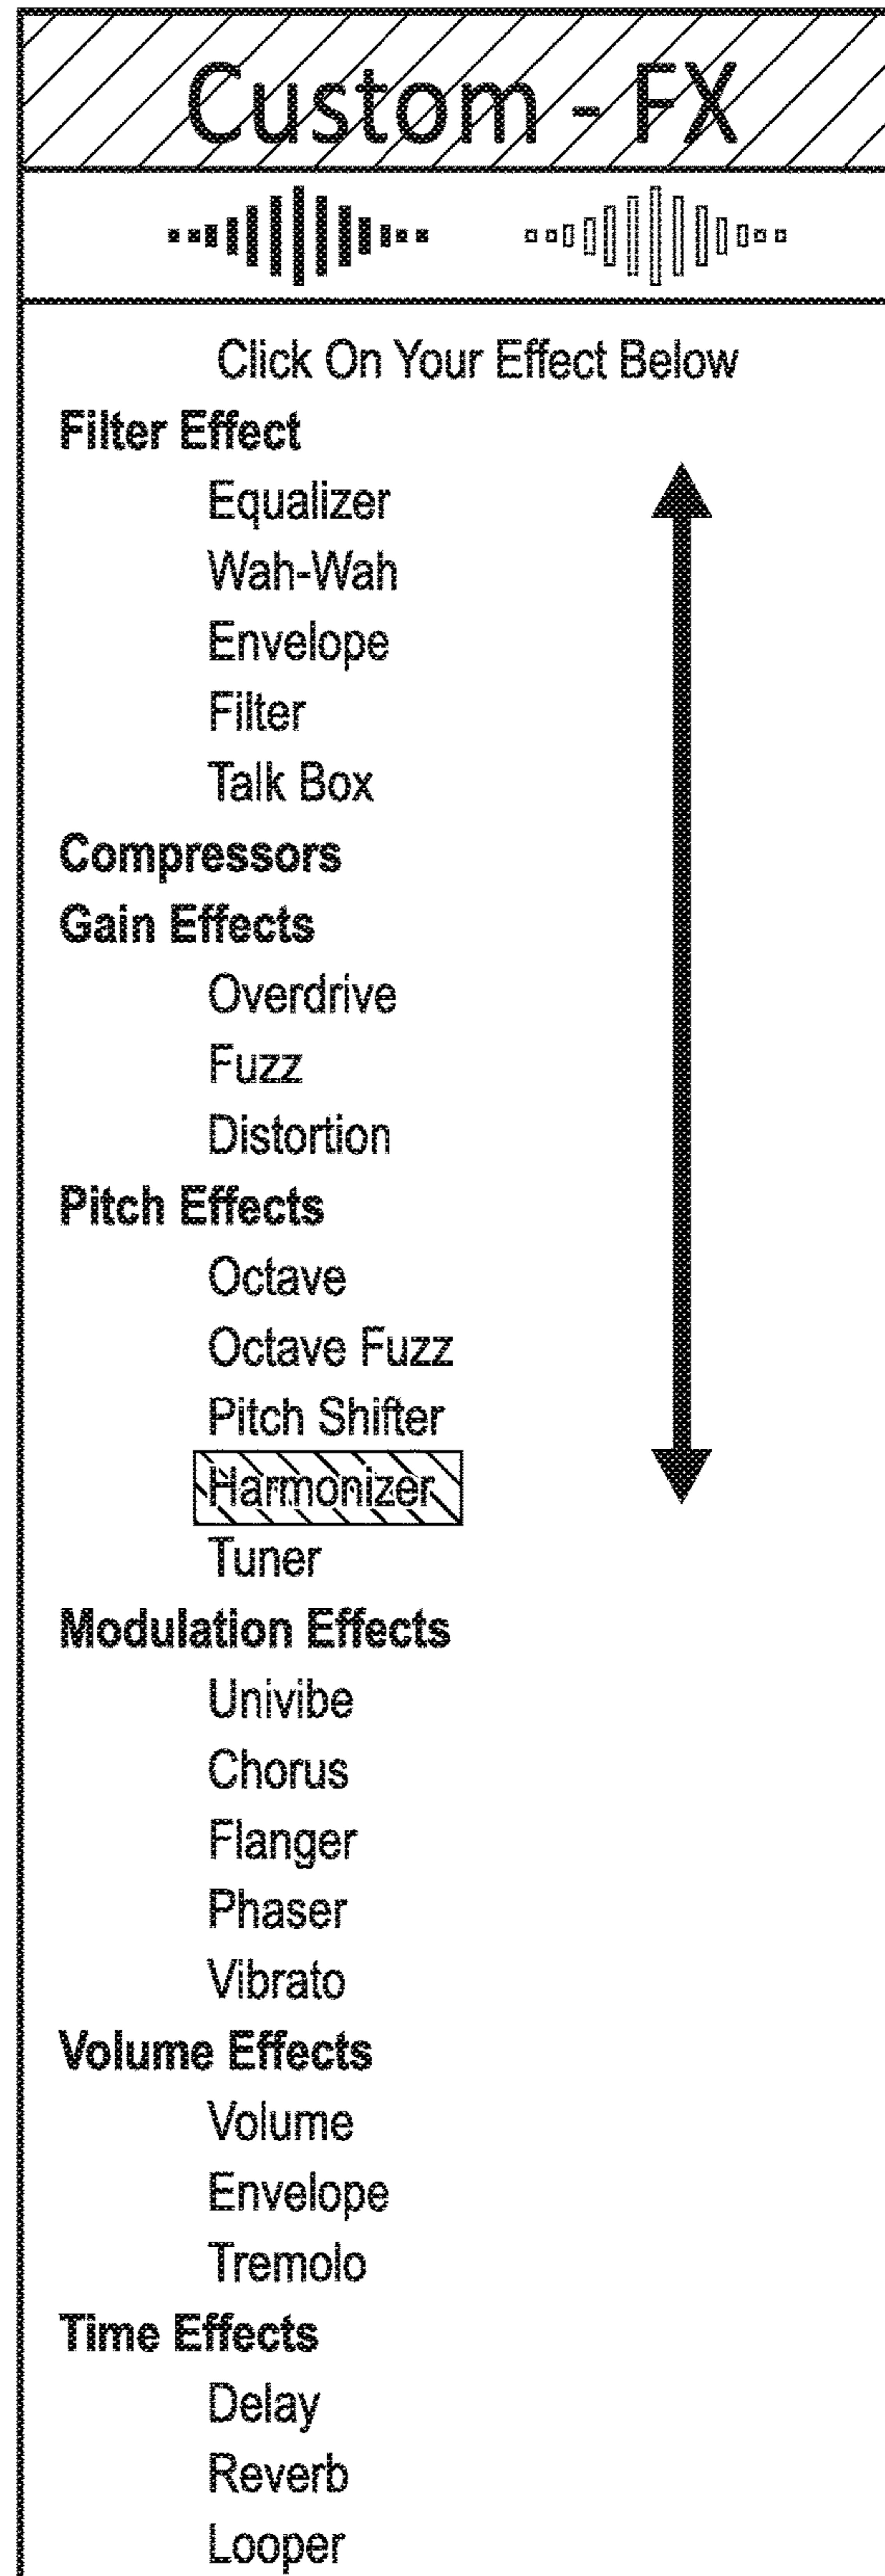 Custom - FX
Click On Your Effect Below
Filter Effect
Equalizer
Wah-Wah
Envelope
Filter
Talk Box
Compressors
Gain Effects
Overdrive
Fuzz
Distortion
Pitch Effects
Octave
Octave Fuzz
Pitch Shifter
Harmonizer
Tuner
Modulation Effects
Univibe
Chorus
Flanger
Phaser
Vibrato
Volume Effects
Volume
Envelope
Tremolo
Time Effects
Delay
Reverb
Looper